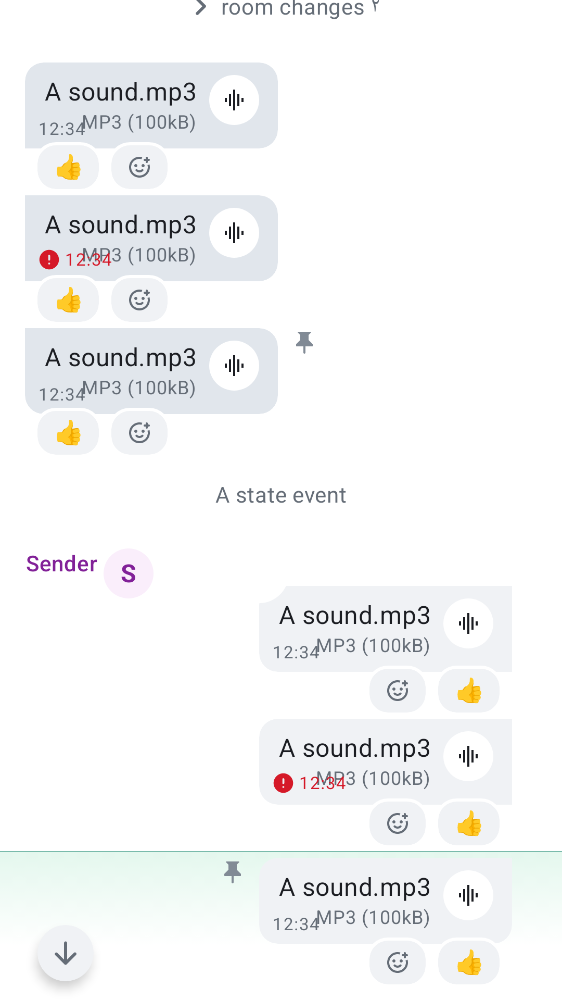 room changes ٢
A sound.mp3
MP3 (100kB)
12:34
👍
A sound.mp3
MP3 (100kB)
12:34
👍
A sound.mp3
MP3 (100kB)
12:34
👍
A state event
Sender S
A sound.mp3
MP3 (100kB)
12:34
👍
A sound.mp3
MP3 (100kB)
12:34
👍
A sound.mp3
MP3 (100kB)
12:34
👍